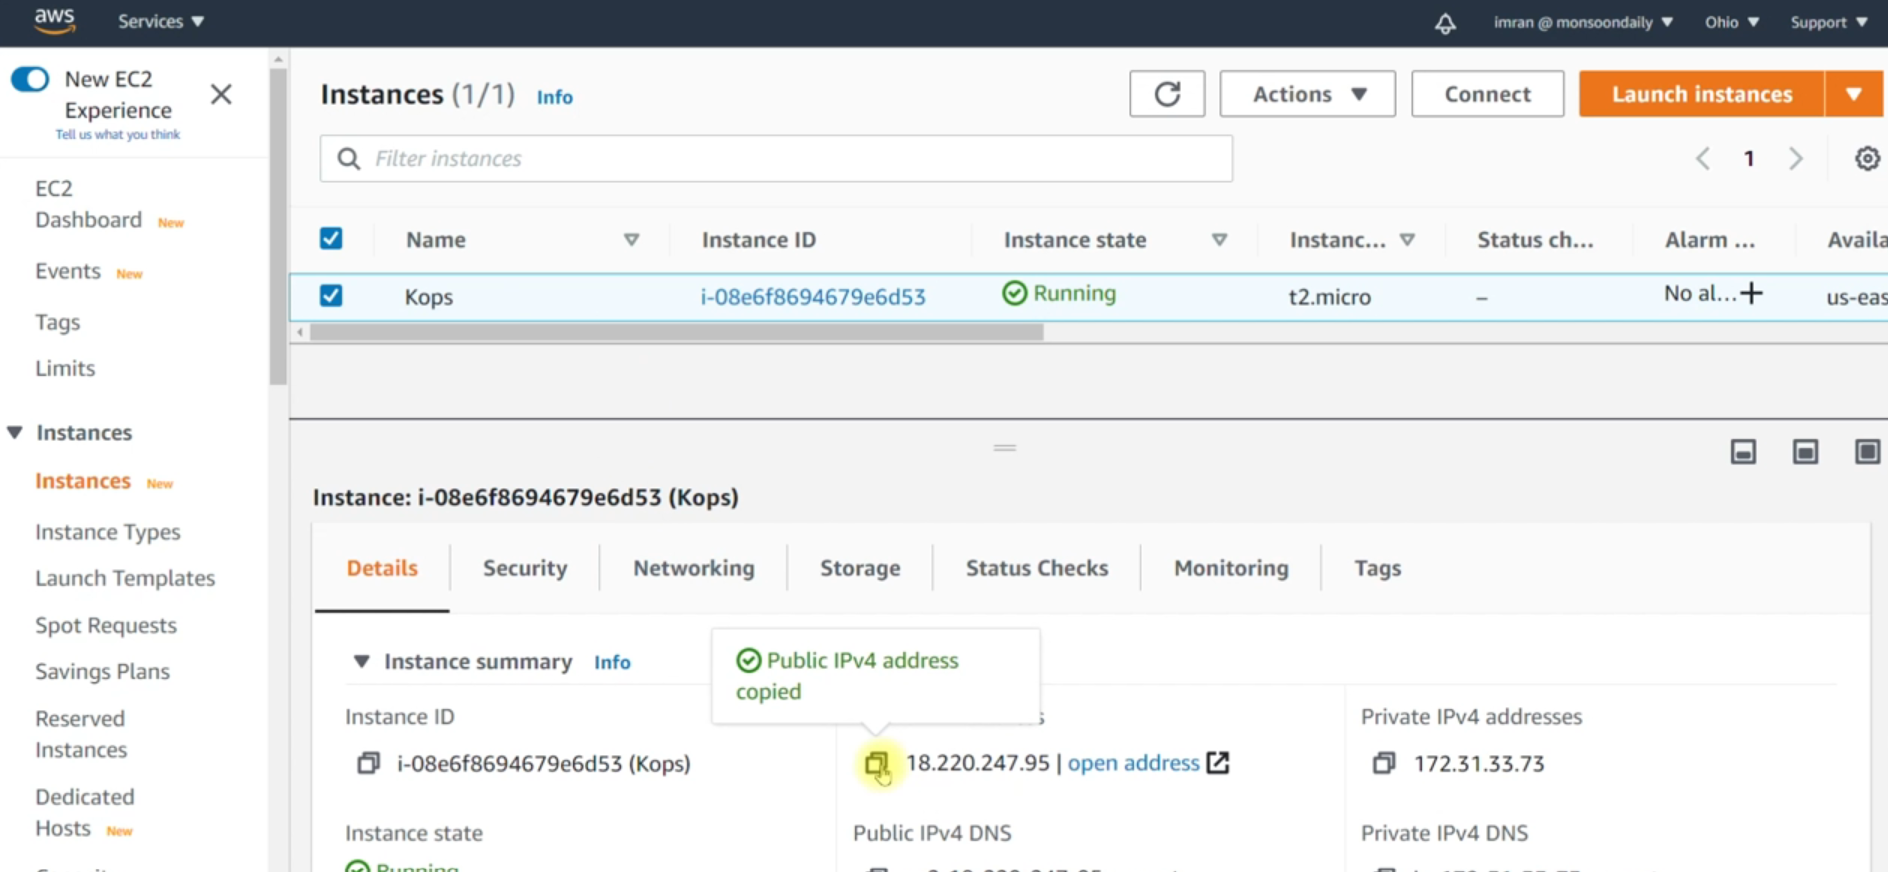 aws
Services
imran @ monsoondaily
Ohio
Support
New EC2
Experience
Tell us what you think
EC2
Dashboard New
Events New
Tags
Limits
Instances
Instances New
Instance Types
Launch Templates
Spot Requests
Savings Plans
Reserved
Instances
Dedicated
Hosts New
Instances (1/1) Info
Actions
Connect
Launch instances
Filter instances
1
Name
Instance ID
Instance state
Instanc...
Status ch...
Alarm ...
Availa
Kops
i-08e6f8694679e6d53
Running
t2.micro
–
No al...
us-eas
Instance: i-08e6f8694679e6d53 (Kops)
Details
Security
Networking
Storage
Status Checks
Monitoring
Tags
Instance summary Info
Public IPv4 address
copied
Instance ID
i-08e6f8694679e6d53 (Kops)
18.220.247.95 | open address
Private IPv4 addresses
172.31.33.73
Instance state
Running
Public IPv4 DNS
Private IPv4 DNS